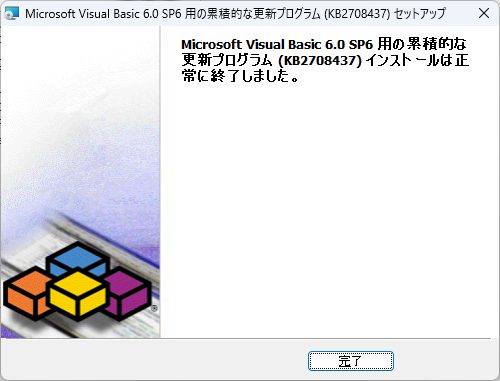 Microsoft Visual Basic 6.0 SP6 用の累積的な更新プログラム (KB2708437) セットアップ
Microsoft Visual Basic 6.0 SP6 用の累積的な
更新プログラム (KB2708437) インストールは正
常に終了しました。
完了